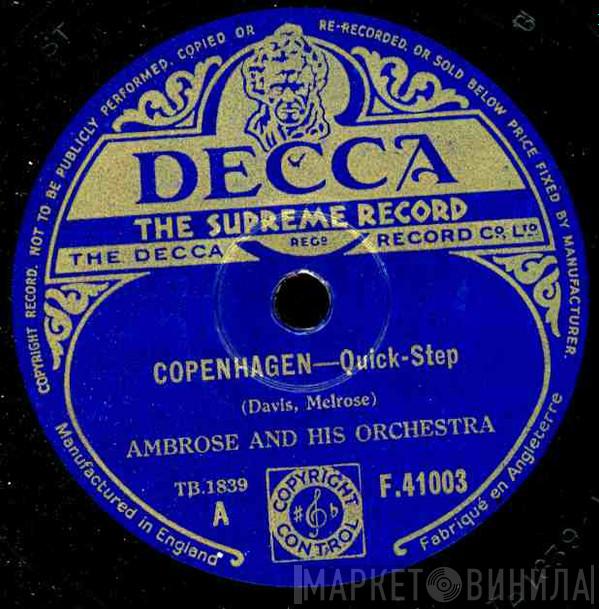 COPYRIGHT RECORD. NOT TO BE PUBLICLY PERFORMED, COPIED OR RE-RECORDED, OR SOLD BELOW PRICE FIXED BY MANUFACTURER.
DECCA
THE SUPREME RECORD
THE DECCA REGD RECORD CO, LTD
COPENHAGEN—Quick-Step
(Davis, Melrose)
AMBROSE AND HIS ORCHESTRA
TB.1839
A
COPYRIGHT CONTROL
F.41003
Manufactured in England
Fabriqué en Angleterre
МАРКЕТ ВИНИЛА